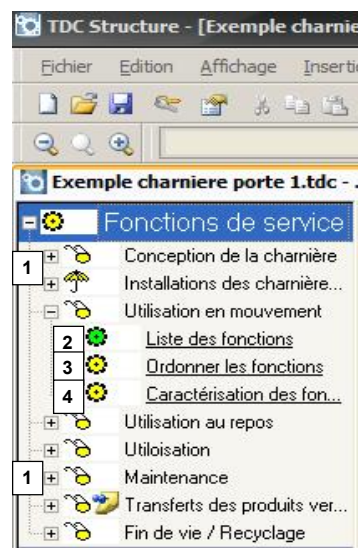 TDC Structure - [Exemple charnie
Fichier Edition Affichage Inserti
Exemple charniere porte 1.tdc - .
Fonctions de service
1
Conception de la charnière
Installations des charnière...
Utilisation en mouvement
2 Liste des fonctions
3 Ordonner les fonctions
4 Caractérisation des fon...
Utilisation au repos
Utiloisation
1 Maintenance
Transferts des produits ver...
Fin de vie / Recyclage